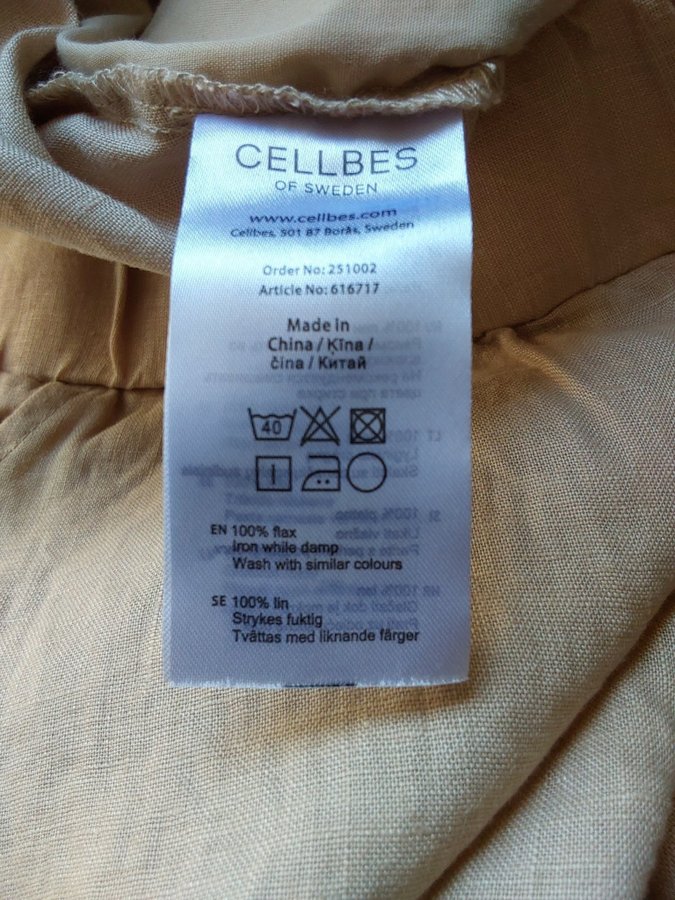 CELLBES
OF SWEDEN
www.cellbes.com
Cellbes, 501 87 Borås, Sweden
Order No: 251002
Article No: 616717
Made in
China / Ķīna /
čina / Китай
40
EN 100% flax
Iron while damp
Wash with similar colours
SE 100% lin
Strykes fuktig
Tvättas med liknande färger